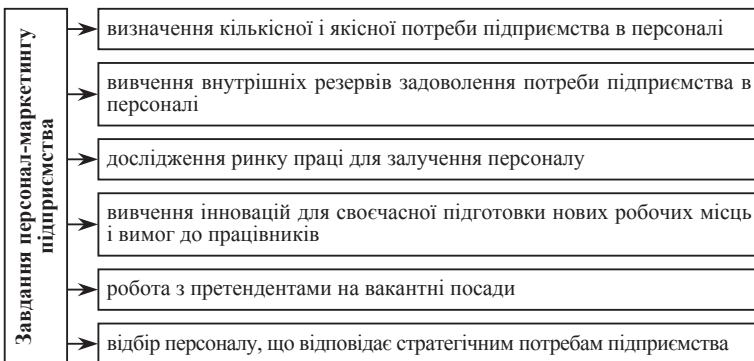 Завдання персонал-маркетингу
підприємства
визначення кількісної і якісної потреби підприємства в персоналі
вивчення внутрішніх резервів задоволення потреби підприємства в
персоналі
дослідження ринку праці для залучення персоналу
вивчення інновацій для своєчасної підготовки нових робочих місць
і вимог до працівників
робота з претендентами на вакантні посади
відбір персоналу, що відповідає стратегічним потребам підприємства